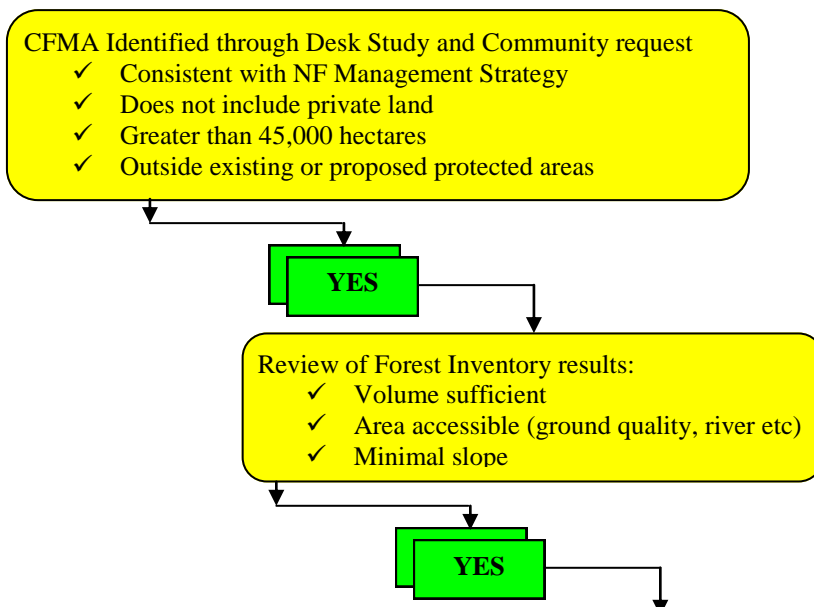 CFMA Identified through Desk Study and Community request
✓ Consistent with NF Management Strategy
✓ Does not include private land
✓ Greater than 45,000 hectares
✓ Outside existing or proposed protected areas
YES
Review of Forest Inventory results:
✓ Volume sufficient
✓ Area accessible (ground quality, river etc)
✓ Minimal slope
YES